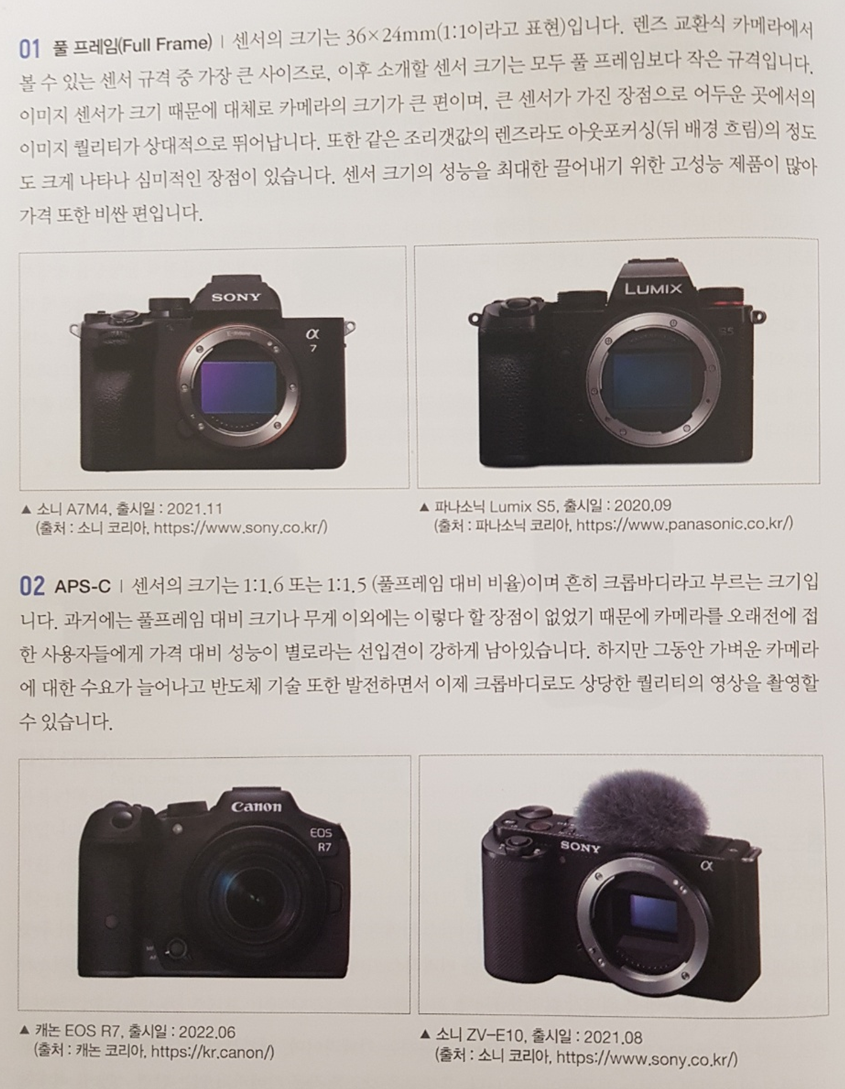 01 풀 프레임(Full Frame) | 센서의 크기는 36×24mm(1:1이라고 표현)입니다. 렌즈 교환식 카메라에서
볼 수 있는 센서 규격 중 가장 큰 사이즈로, 이후 소개할 센서 크기는 모두 풀 프레임보다 작은 규격입니다.
이미지 센서가 크기 때문에 대체로 카메라의 크기가 큰 편이며, 큰 센서가 가진 장점으로 어두운 곳에서의
이미지 퀄리티가 상대적으로 뛰어납니다. 또한 같은 조리갯값의 렌즈라도 아웃포커싱(뒤 배경 흐림)의 정도
도 크게 나타나 심미적인 장점이 있습니다. 센서 크기의 성능을 최대한 끌어내기 위한 고성능 제품이 많아
가격 또한 비싼 편입니다.
SONY
α
7
LUMIX
S5
▲ 소니 A7M4, 출시일 : 2021.11
(출처 : 소니 코리아, https://www.sony.co.kr/)
▲ 파나소닉 Lumix S5, 출시일 : 2020.09
(출처 : 파나소닉 코리아, https://www.panasonic.co.kr/)
02 APS-C | 센서의 크기는 1:1.6 또는 1:1.5 (풀프레임 대비 비율)이며 흔히 크롭바디라고 부르는 크기입
니다. 과거에는 풀프레임 대비 크기나 무게 이외에는 이렇다 할 장점이 없었기 때문에 카메라를 오래전에 접
한 사용자들에게 가격 대비 성능이 별로라는 선입견이 강하게 남아있습니다. 하지만 그동안 가벼운 카메라
에 대한 수요가 늘어나고 반도체 기술 또한 발전하면서 이제 크롭바디로도 상당한 퀄리티의 영상을 촬영할
수 있습니다.
Canon
EOS
R7
SONY
α
▲ 캐논 EOS R7, 출시일 : 2022.06
(출처 : 캐논 코리아, https://kr.canon/)
▲ 소니 ZV-E10, 출시일 : 2021.08
(출처 : 소니 코리아, https://www.sony.co.kr/)